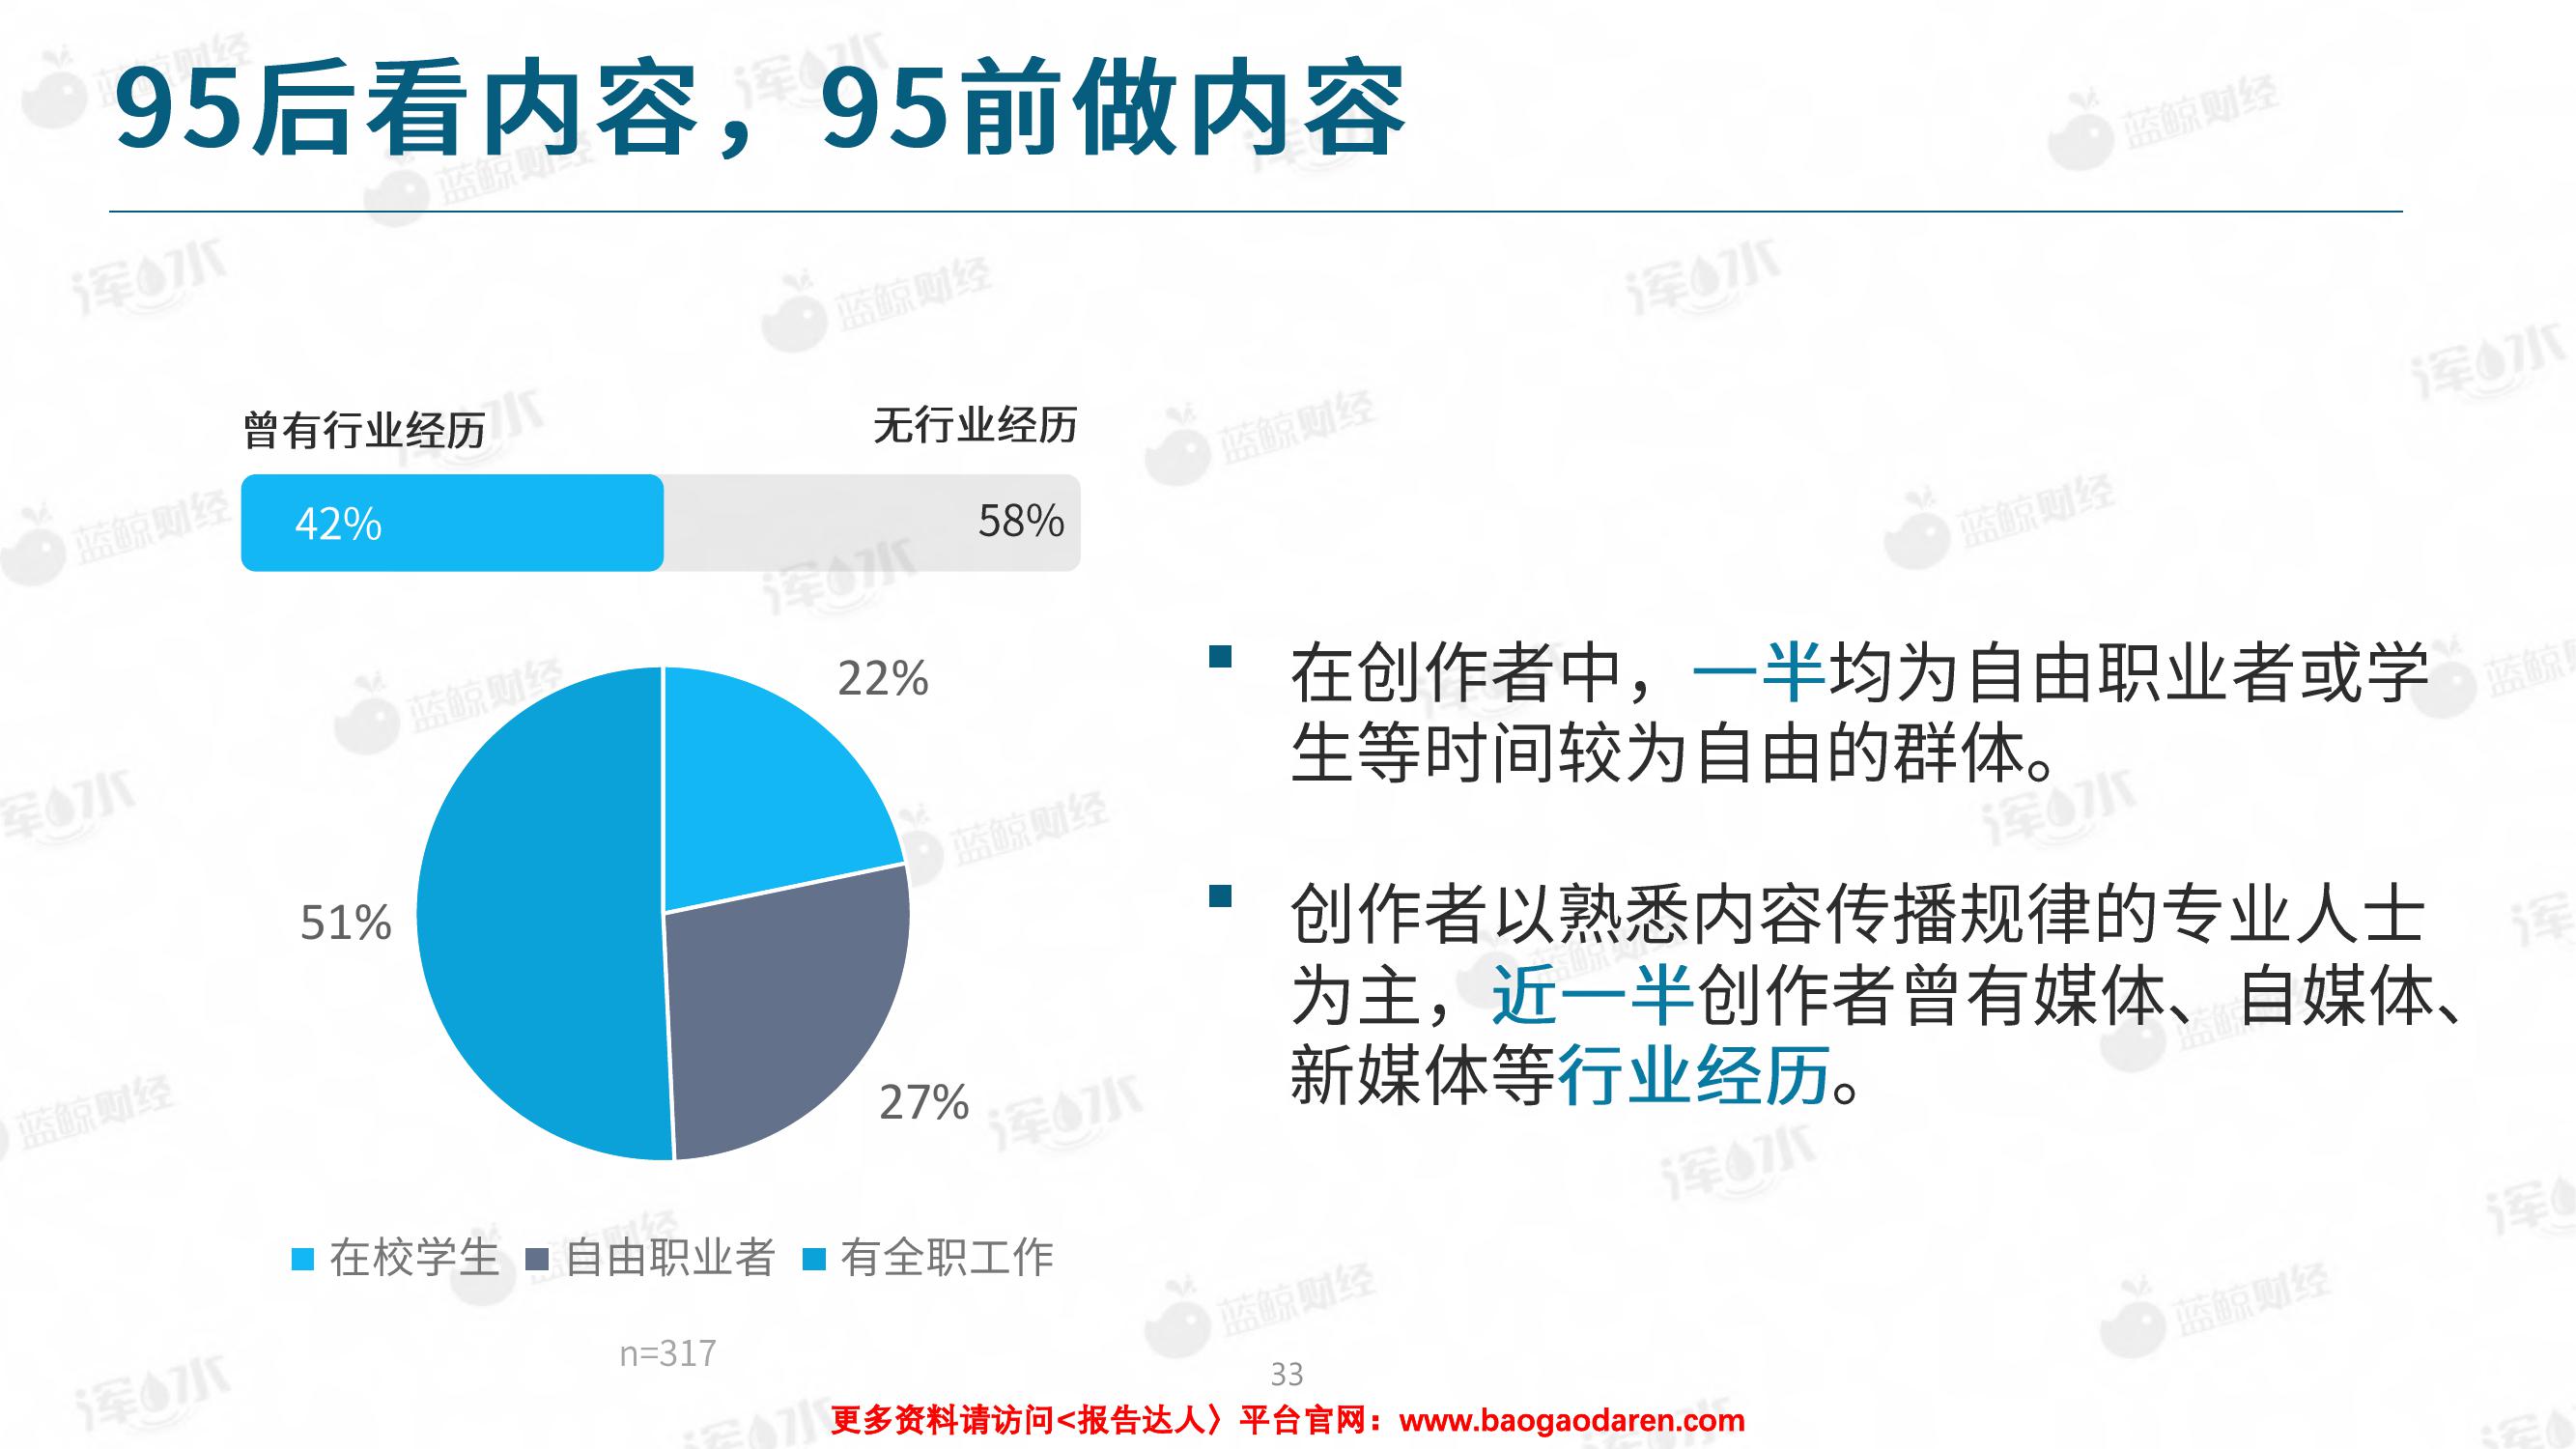 95后看内容，95前做内容
曾有行业经历
无行业经历
42%
58%
22%
51%
27%
在校学生 自由职业者 有全职工作
n=317
在创作者中，一半均为自由职业者或学
生等时间较为自由的群体。
创作者以熟悉内容传播规律的专业人士
为主，近一半创作者曾有媒体、自媒体、
新媒体等行业经历。
33
更多资料请访问<报告达人〉平台官网：www.baogaodaren.com
浑水
蓝鲸财经